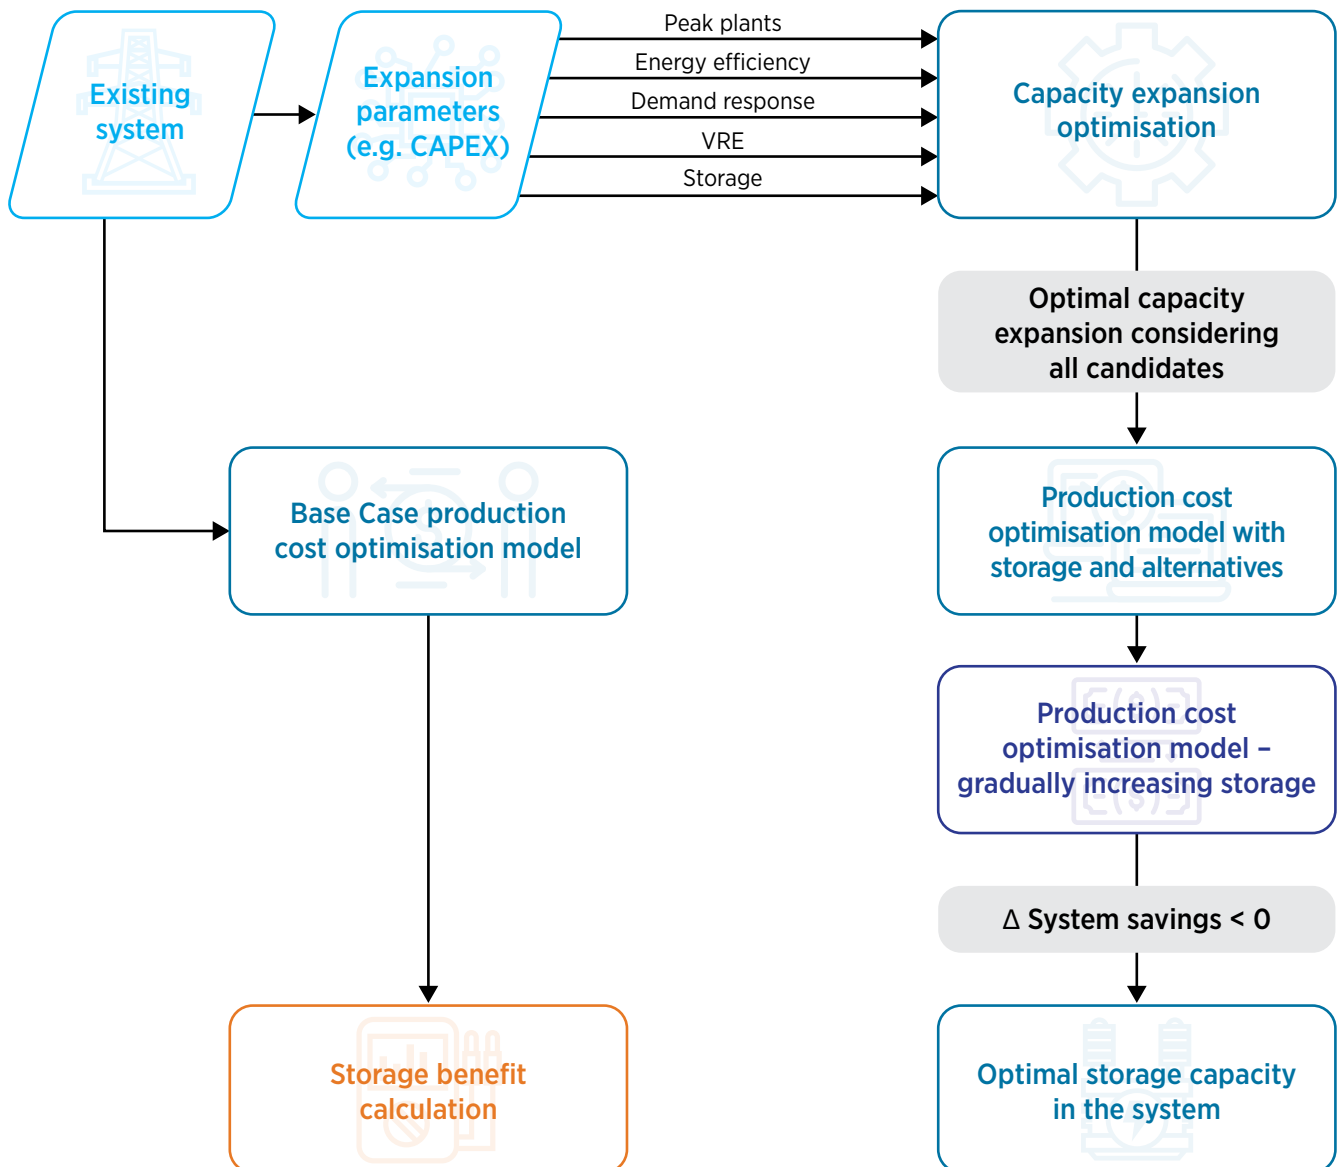 Existing
system
Expansion
parameters
(e.g. CAPEX)
Peak plants
Energy efficiency
Demand response
VRE
Storage
Capacity expansion
optimisation
Optimal capacity
expansion considering
all candidates
Base Case production
cost optimisation model
Production cost
optimisation model with
storage and alternatives
Production cost
optimisation model –
gradually increasing storage
Δ System savings < 0
Storage benefit
calculation
Optimal storage capacity
in the system